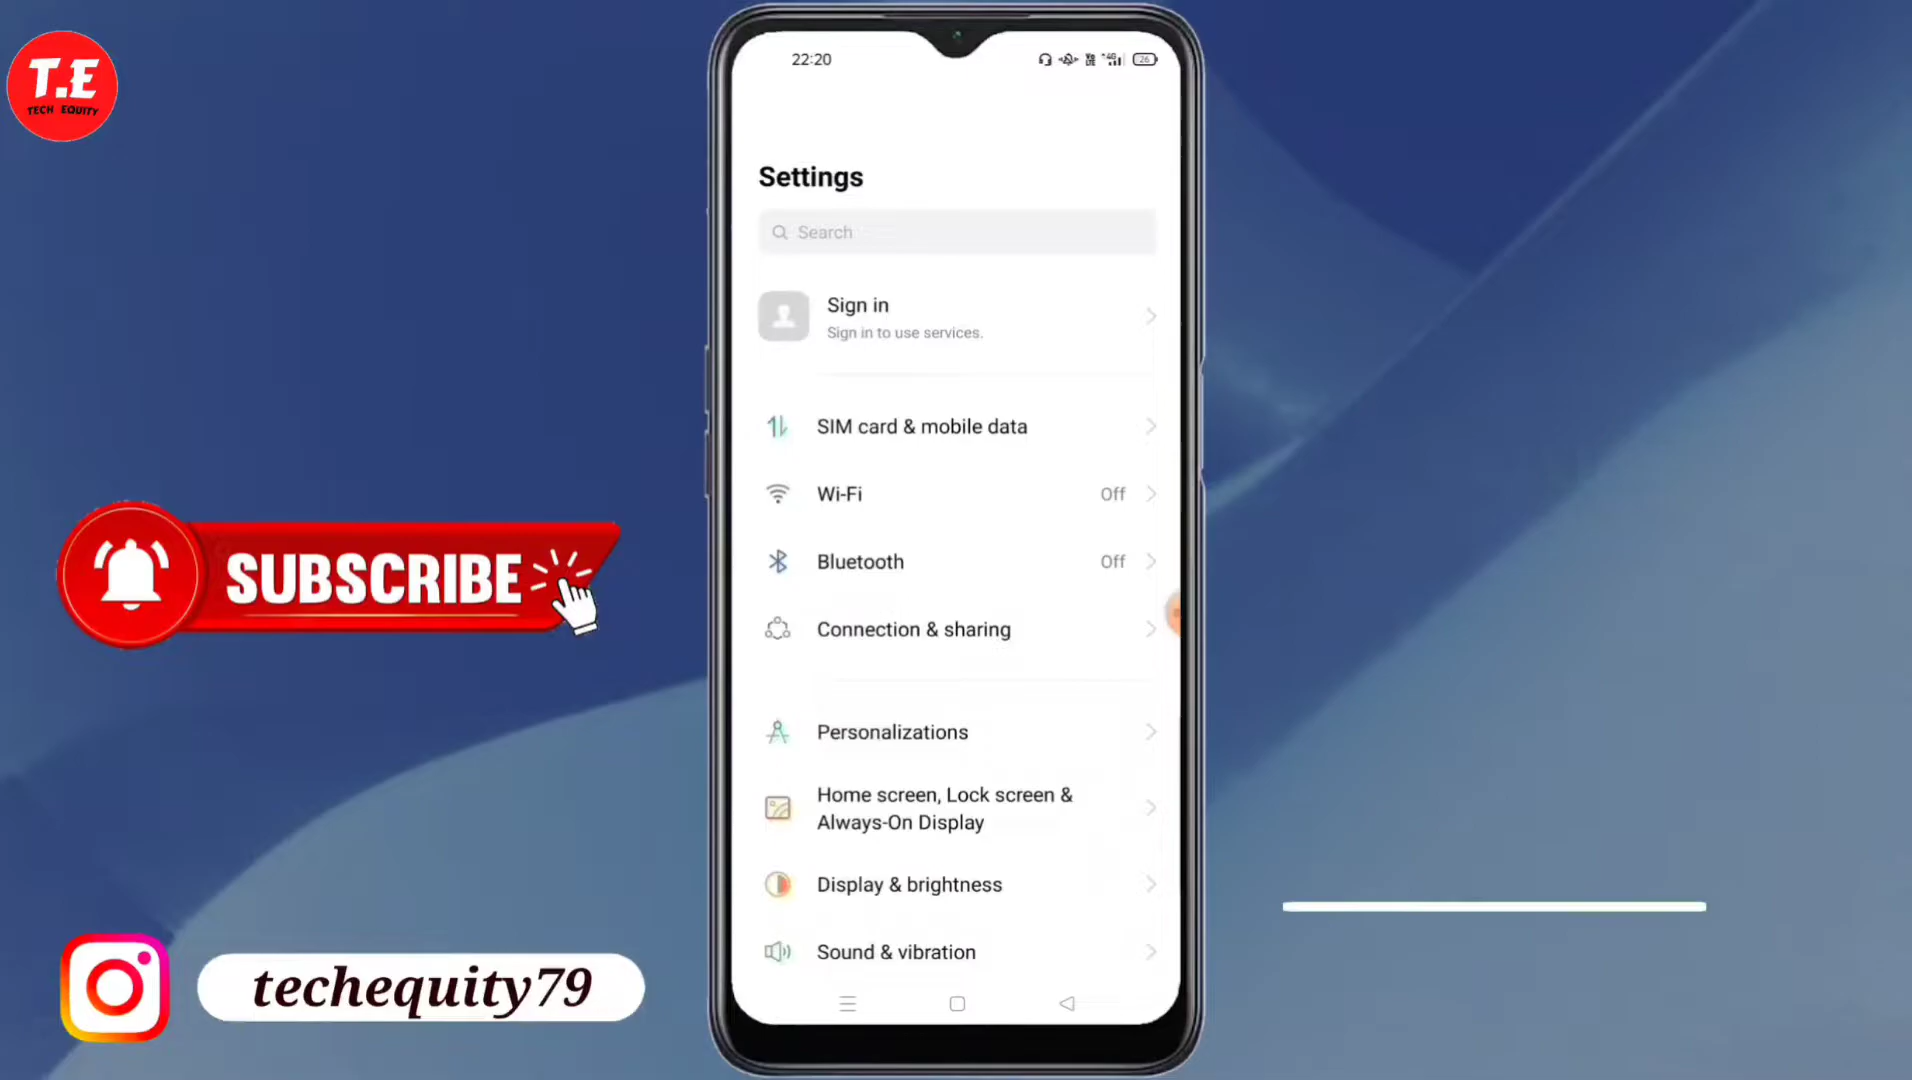 T.E
TECH EQUITY
22:20
4G
26
Settings
Search
Sign in
Sign in to use services.
SIM card & mobile data
Wi-Fi Off
Bluetooth Off
Connection & sharing
Personalizations
Home screen, Lock screen &
Always-On Display
Display & brightness
Sound & vibration
SUBSCRIBE
techequity79